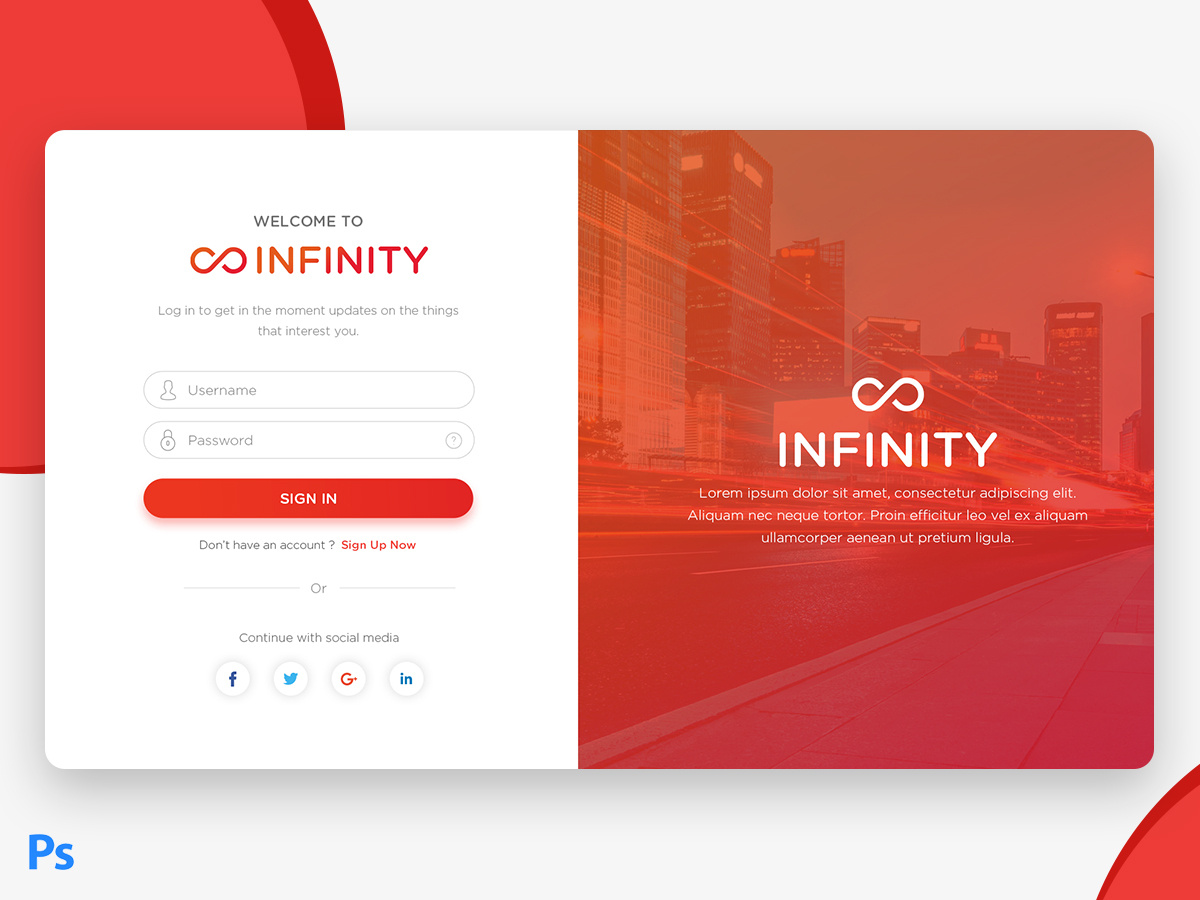 WELCOME TO
INFINITY
Log in to get in the moment updates on the things
that interest you.
Username
Password
?
SIGN IN
Don't have an account ? Sign Up Now
Or
Continue with social media
f
G+
in
INFINITY
Lorem ipsum dolor sit amet, consectetur adipiscing elit.
Aliquam nec neque tortor. Proin efficitur leo vel ex aliquam
ullamcorper aenean ut pretium ligula.
Ps